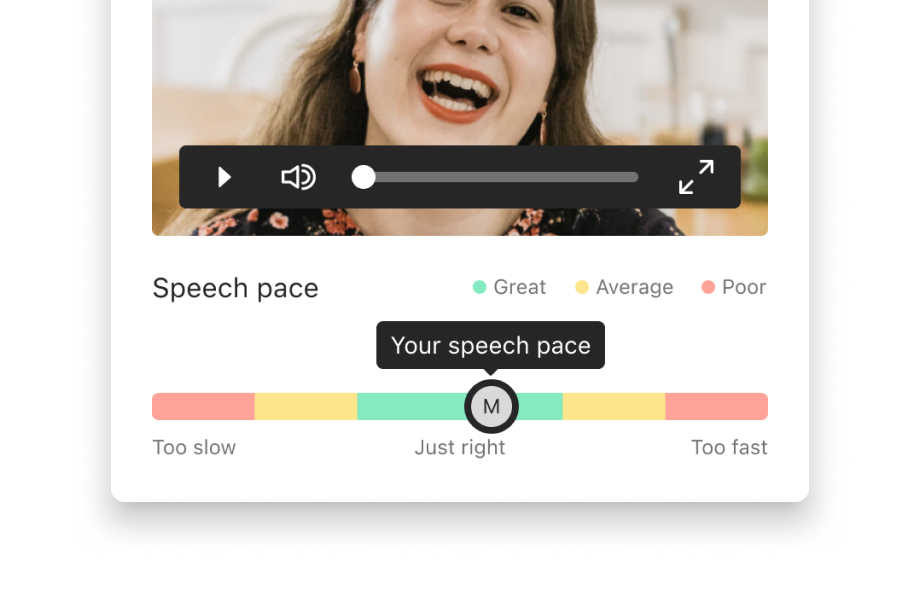 Speech pace
Great Average Poor
Your speech pace
M
Too slow Just right Too fast